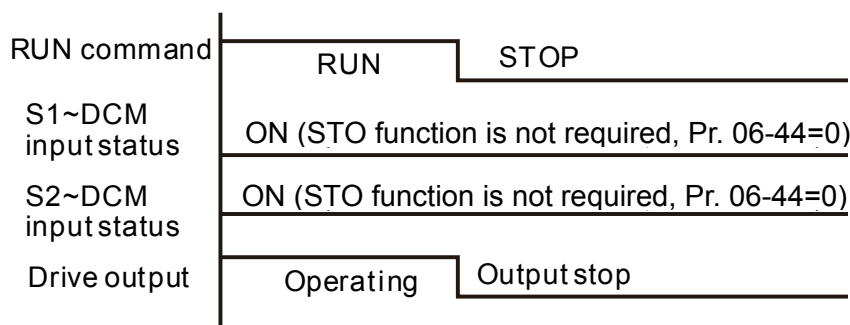 RUN command
RUN
STOP
S1~DCM
input status
ON (STO function is not required, Pr. 06-44=0)
S2~DCM
input status
ON (STO function is not required, Pr. 06-44=0)
Drive output
Operating
Output stop